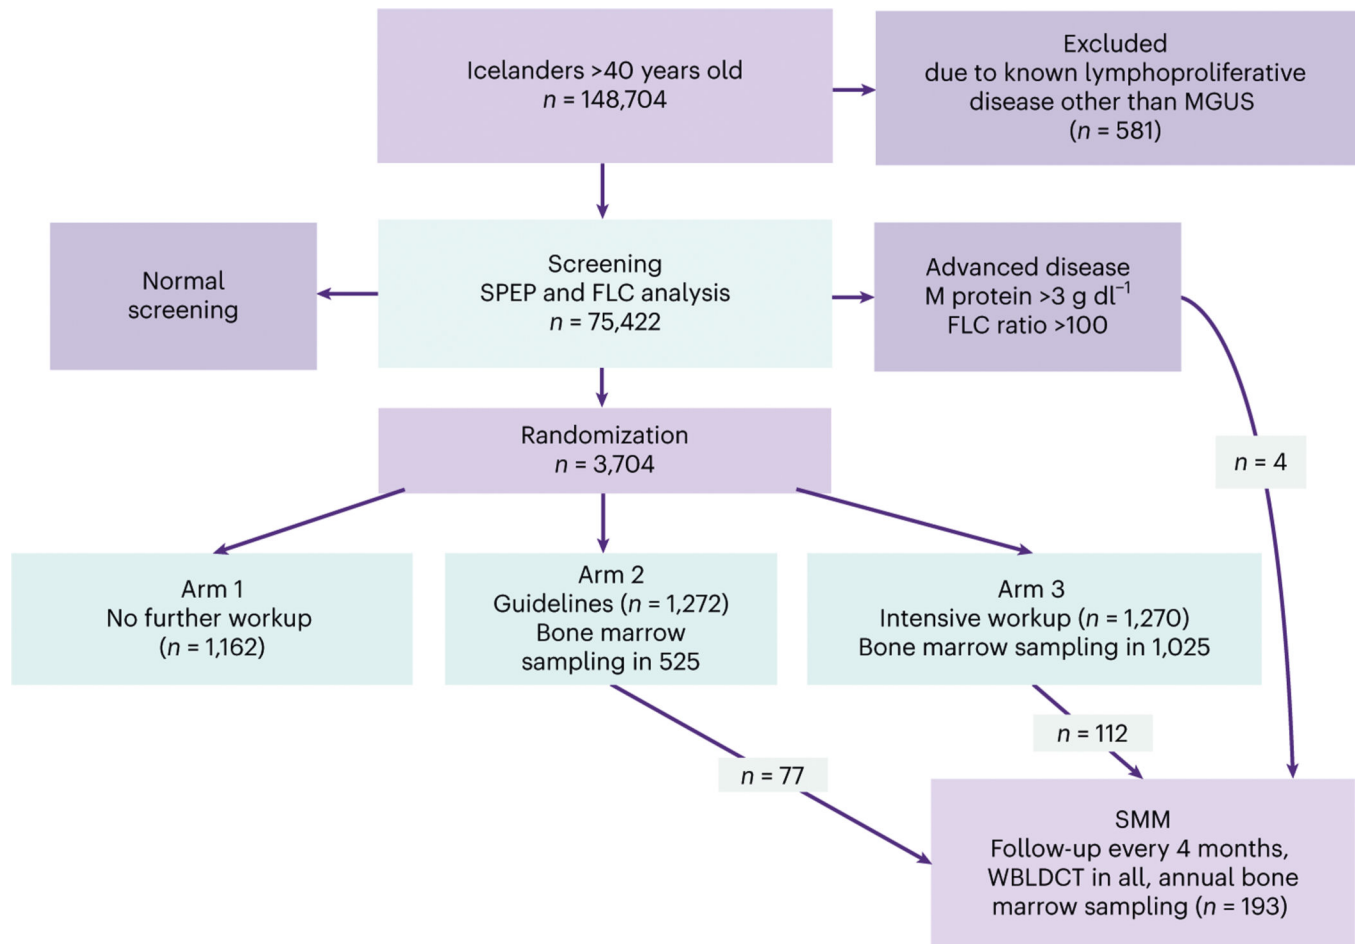 Icelanders >40 years old
n = 148,704
Excluded
due to known lymphoproliferative
disease other than MGUS
(n = 581)
Normal
screening
Screening
SPEP and FLC analysis
n = 75,422
Advanced disease
M protein >3 g dl⁻¹
FLC ratio >100
Randomization
n = 3,704
n = 4
Arm 1
No further workup
(n = 1,162)
Arm 2
Guidelines (n = 1,272)
Bone marrow
sampling in 525
Arm 3
Intensive workup (n = 1,270)
Bone marrow sampling in 1,025
n = 77
n = 112
SMM
Follow-up every 4 months,
WBLDCT in all, annual bone
marrow sampling (n = 193)